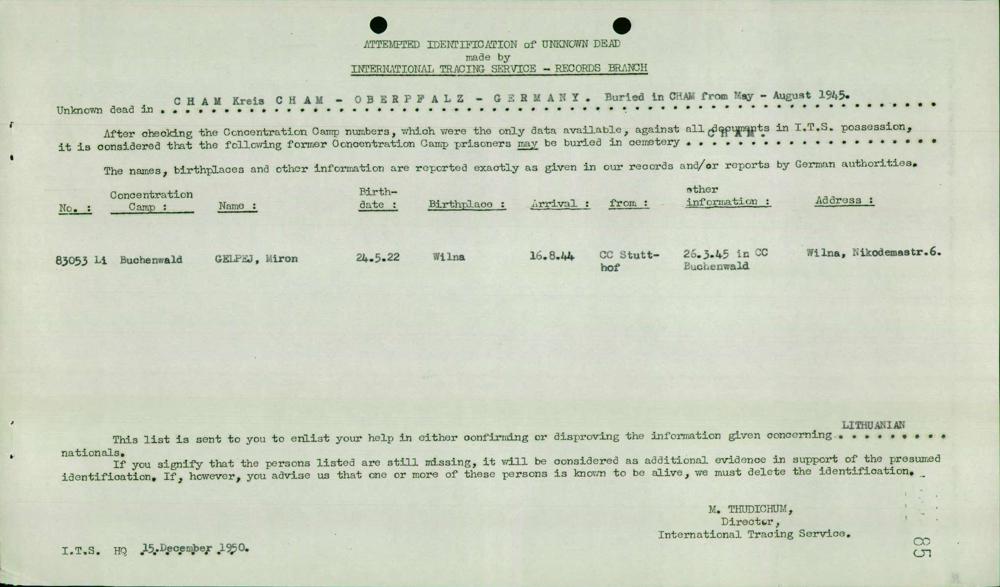 ATTEMPTED IDENTIFICATION of UNKNOWN DEAD
made by
INTERNATIONAL TRACING SERVICE - RECORDS BRANCH
Unknown dead in . C H A M Kreis C H A M - O B E R P F A L Z - G E R M A N Y . Buried in CHAM from May - August 1945.
After checking the Concentration Camp numbers, which were the only data available, against all documents in I.T.S. possession,
it is considered that the following former Concentration Camp prisoners may be buried in cemetery . . . C H A M. . . .
The names, birthplaces and other information are reported exactly as given in our records and/or reports by German authorities.
No. : Concentration Camp : Name : Birth-date : Birthplace : Arrival : from : other information : Address :
83053 Li Buchenwald GELPEJ, Miron 24.5.22 Wilna 16.8.44 CC Stutt- 26.3.45 in CC Wilna, Nikodemastr.6.
hof Buchenwald
This list is sent to you to enlist your help in either confirming or disproving the information given concerning LITHUANIAN
nationals.
If you signify that the persons listed are still missing, it will be considered as additional evidence in support of the presumed
identification. If, however, you advise us that one or more of these persons is known to be alive, we must delete the identification.
M. THUDICHUM,
Director,
International Tracing Service.
I.T.S. HQ 15.December 1950.
85